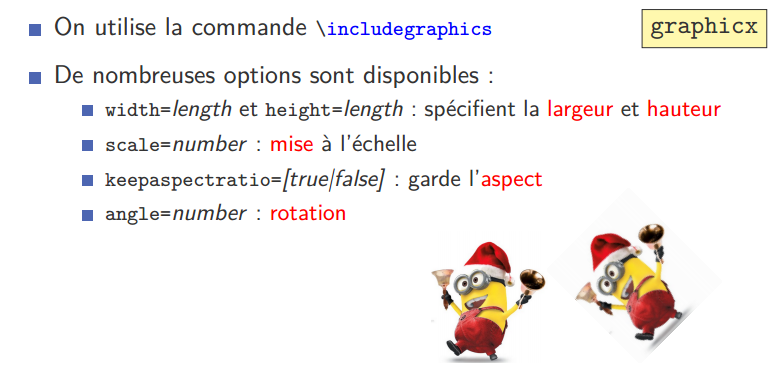 On utilise la commande \includegraphics
graphicx
De nombreuses options sont disponibles :
width=length et height=length : spécifient la largeur et hauteur
scale=number : mise à l'échelle
keepaspectratio=[true|false] : garde l'aspect
angle=number : rotation